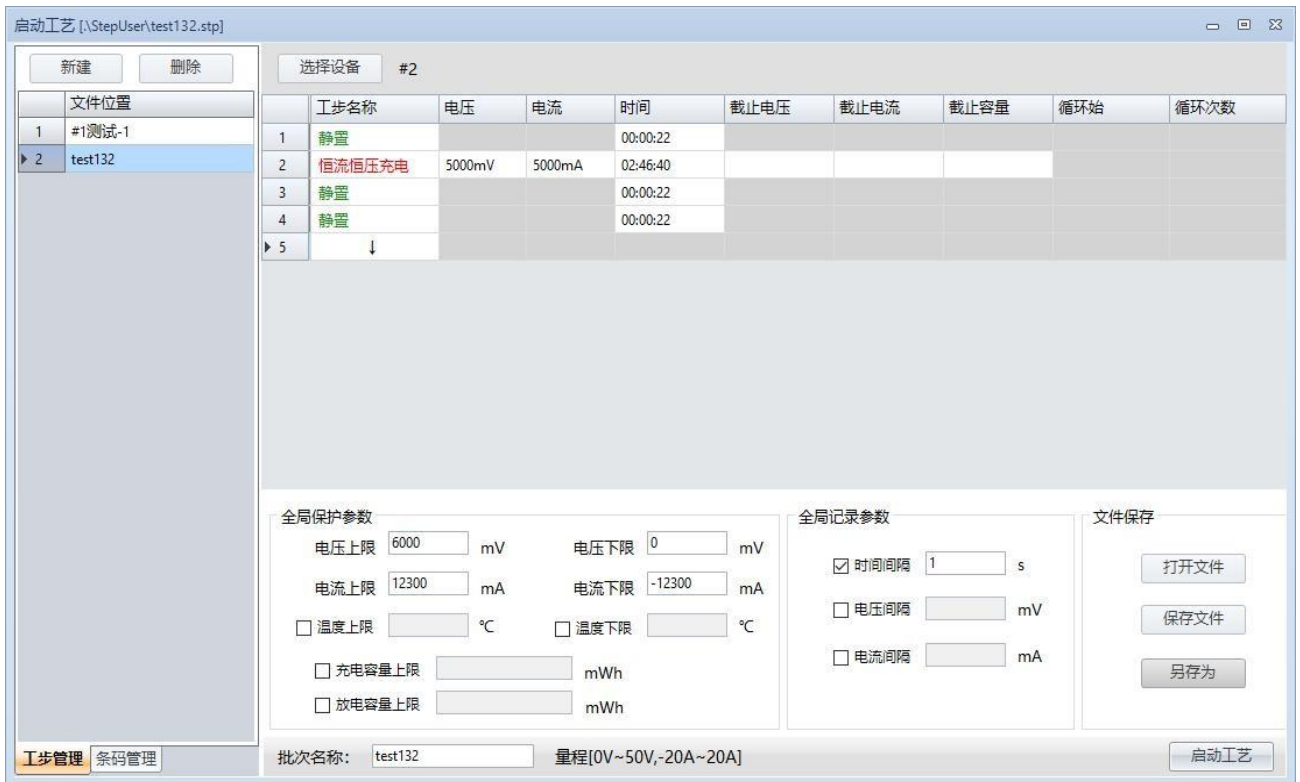 启动工艺 [.\StepUser\test132.stp]
新建 删除
文件位置
1 #1测试-1
2 test132
选择设备 #2
工步名称 电压 电流 时间 截止电压 截止电流 截止容量 循环始 循环次数
1 静置 00:00:22
2 恒流恒压充电 5000mV 5000mA 02:46:40
3 静置 00:00:22
4 静置 00:00:22
5 ↓
全局保护参数
电压上限 6000 mV 电压下限 0 mV
电流上限 12300 mA 电流下限 -12300 mA
温度上限 ℃ 温度下限 ℃
充电容量上限 mWh
放电容量上限 mWh
全局记录参数
时间间隔 1 s
电压间隔 mV
电流间隔 mA
文件保存
打开文件
保存文件
另存为
工步管理 条码管理
批次名称: test132 量程[0V~50V,-20A~20A] 启动工艺